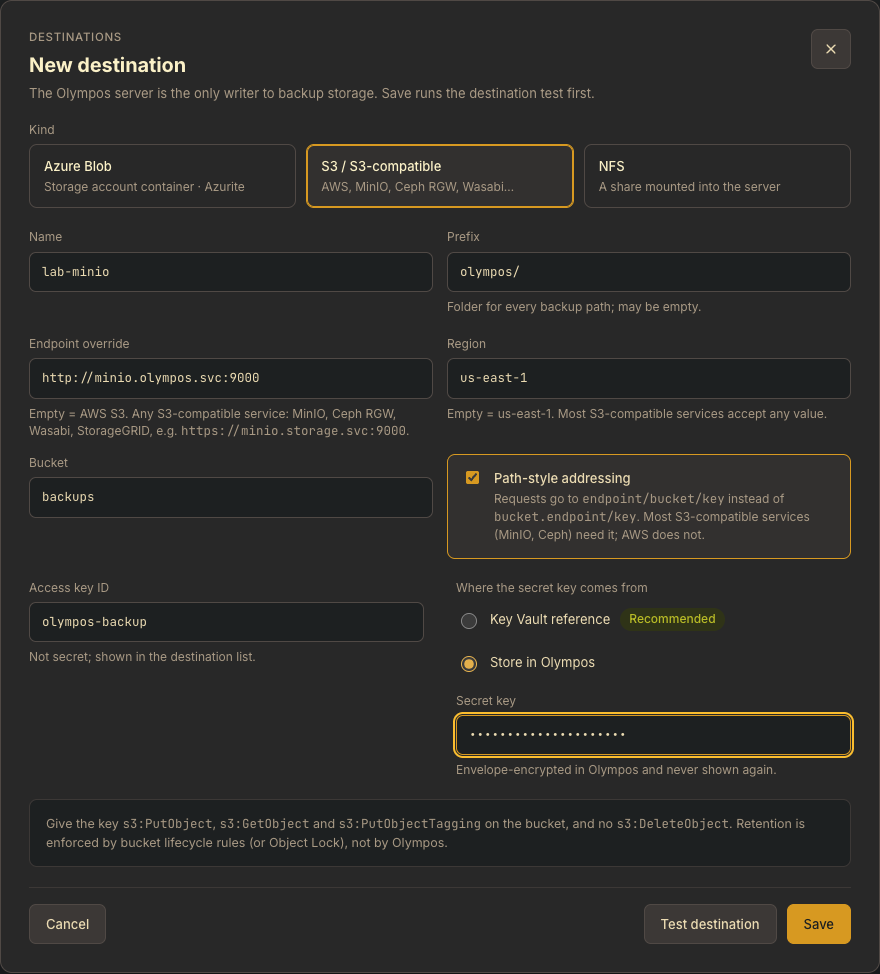 DESTINATIONS
New destination
The Olympos server is the only writer to backup storage. Save runs the destination test first.
Kind
Azure Blob
Storage account container · Azurite
S3 / S3-compatible
AWS, MinIO, Ceph RGW, Wasabi…
NFS
A share mounted into the server
Name
lab-minio
Prefix
olympos/
Folder for every backup path; may be empty.
Endpoint override
http://minio.olympos.svc:9000
Empty = AWS S3. Any S3-compatible service: MinIO, Ceph RGW,
Wasabi, StorageGRID, e.g. https://minio.storage.svc:9000.
Region
us-east-1
Empty = us-east-1. Most S3-compatible services accept any value.
Bucket
backups
Path-style addressing
Requests go to endpoint/bucket/key instead of
bucket.endpoint/key. Most S3-compatible services
(MinIO, Ceph) need it; AWS does not.
Access key ID
olympos-backup
Not secret; shown in the destination list.
Where the secret key comes from
Key Vault reference Recommended
Store in Olympos
Secret key
•••••••••••••••••••••
Envelope-encrypted in Olympos and never shown again.
Give the key s3:PutObject, s3:GetObject and s3:PutObjectTagging on the bucket, and no s3:DeleteObject. Retention is
enforced by bucket lifecycle rules (or Object Lock), not by Olympos.
Cancel
Test destination
Save